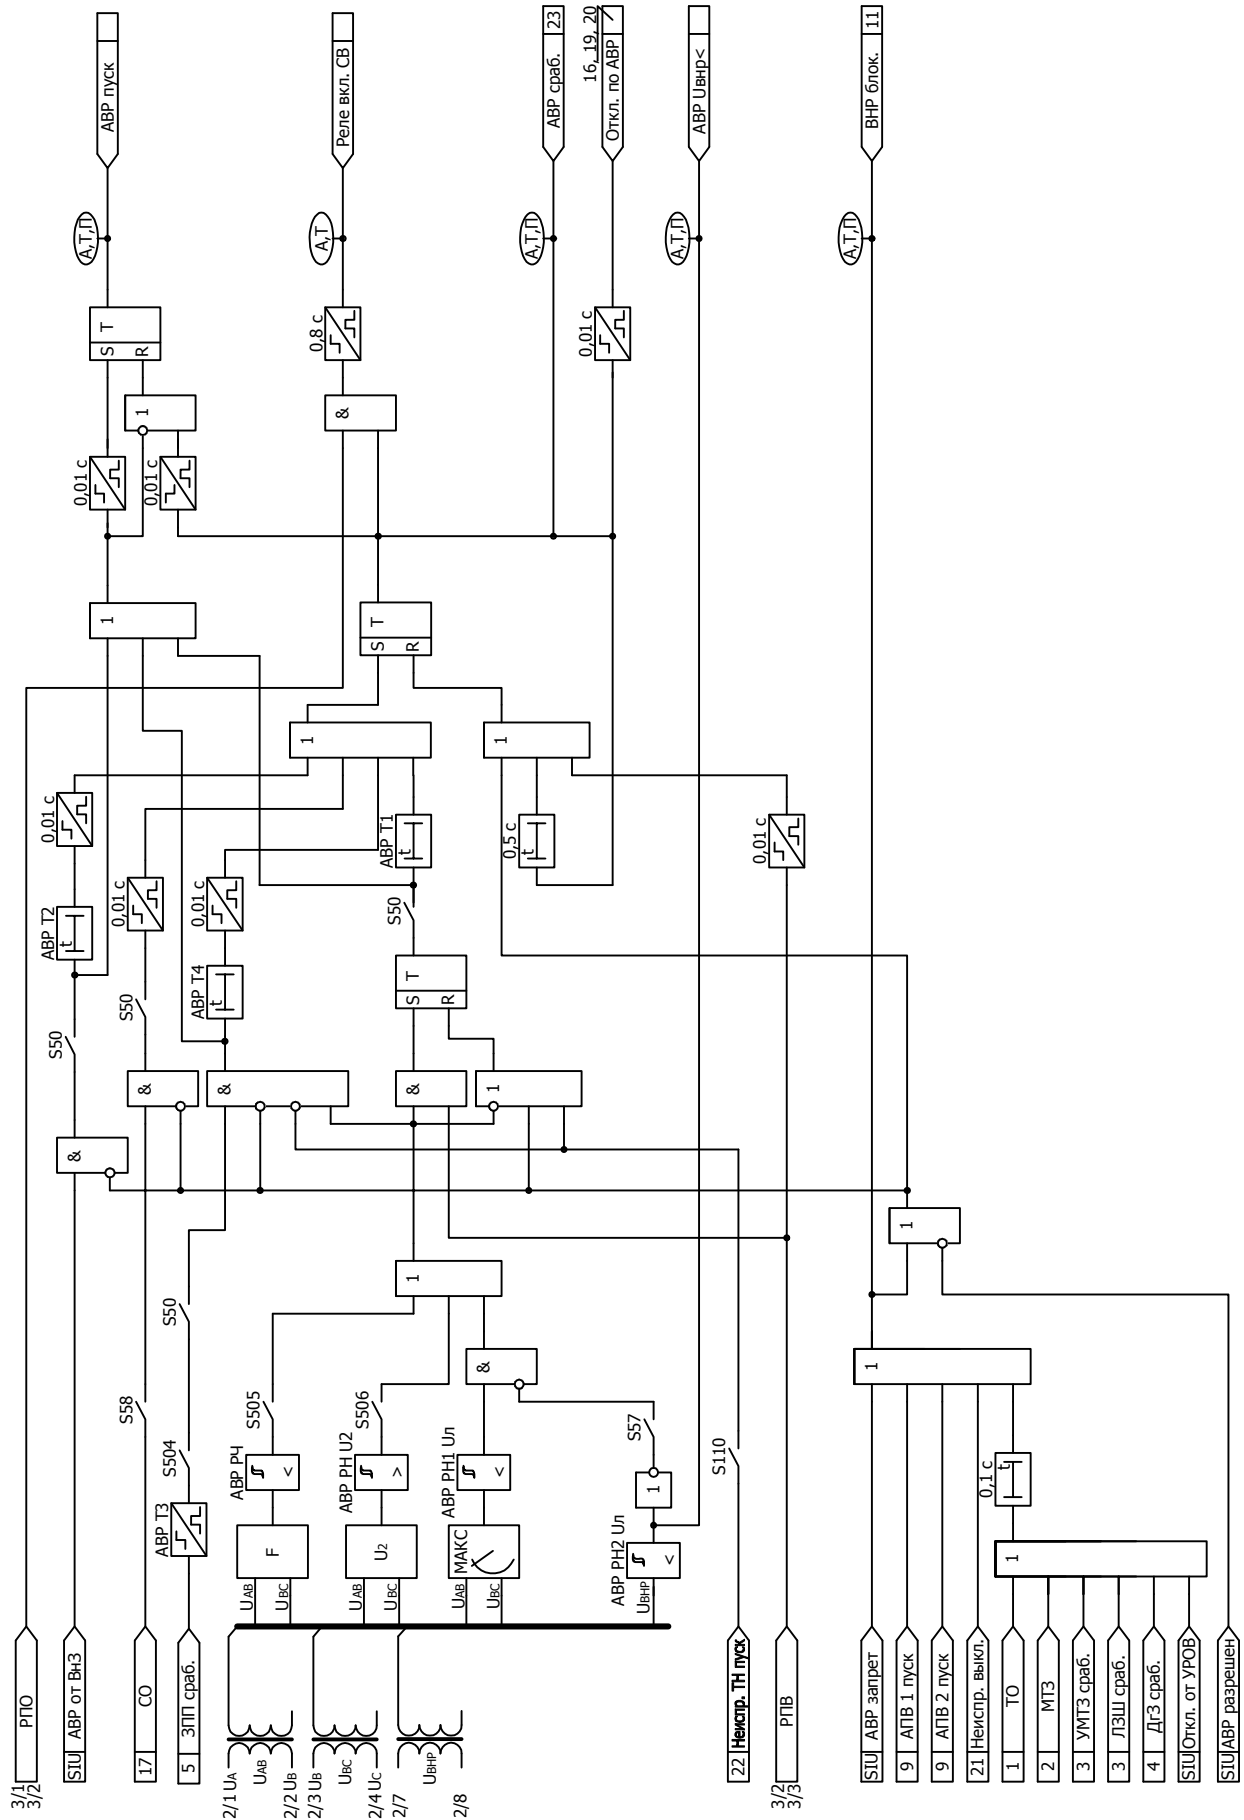 АВР пуск
Реле вкл. СВ
АВР сраб. 23
16, 19, 20
Откл. по АВР
АВР Uвнр<
ВНР блок. 11
А,Т,П
А,Т
А,Т,П
А,Т,П
А,Т,П
S T
R
0,8 с
0,01 с
1
&
0,01 с
0,01 с
1
S T
R
1
1
0,01 с
АВР Т1
t
0,5 с
t
0,01 с
АВР Т2
t
0,01 с
0,01 с
S50
АВР Т4
t
S50
S T
R
S50
&
&
&
1
&
1
1
S50
S58
S504
S505
S506
&
S57
S110
1
АВР Т3
АВР РЧ
<
АВР РН U2
>
АВР РН1 Uл
<
1
0,1 с
t
F
U2
МАКС
АВР РН2 Uл
<
1
UАВ
UВС
UАВ
UВС
UАВ
UВС
UВНР
3/1
3/2
РПО
SIU АВР от ВнЗ
17 СО
5 ЗПП сраб.
2/1 UА
UАВ
2/2 UВ
2/3 UВ
UВС
2/4 UС
2/7
UВНР
2/8
22 Неиспр. ТН пуск
3/2
3/3
РПВ
SIU АВР запрет
9 АПВ 1 пуск
9 АПВ 2 пуск
21 Неиспр. выкл.
1 ТО
2 МТЗ
3 УМТЗ сраб.
3 ЛЗШ сраб.
4 ДгЗ сраб.
SIU Откл. от УРОВ
SIU АВР разрешен